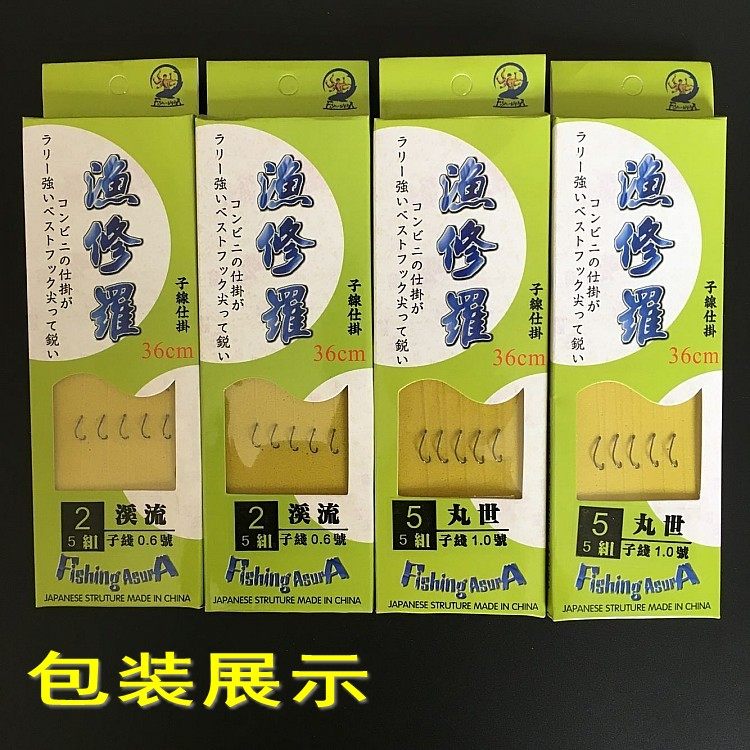 漁修羅
子線仕掛
コンビニの仕掛が
ラリー強いベストフック尖って鋭い
36cm
2 溪流
5組 子綫 0.6號
Fishing AsurA
JAPANESE STRUTURE MADE IN CHINA
漁修羅
子線仕掛
コンビニの仕掛が
ラリー強いベストフック尖って鋭い
36cm
2 溪流
5組 子綫 0.6號
Fishing AsurA
JAPANESE STRUTURE MADE IN CHINA
漁修羅
子線仕掛
コンビニの仕掛が
ラリー強いベストフック尖って鋭い
36cm
5 丸世
5組 子綫 1.0號
Fishing AsurA
JAPANESE STRUTURE MADE IN CHINA
漁修羅
子線仕掛
コンビニの仕掛が
ラリー強いベストフック尖って鋭い
36cm
5 丸世
5組 子綫 1.0號
Fishing AsurA
JAPANESE STRUTURE MADE IN CHINA
包装展示